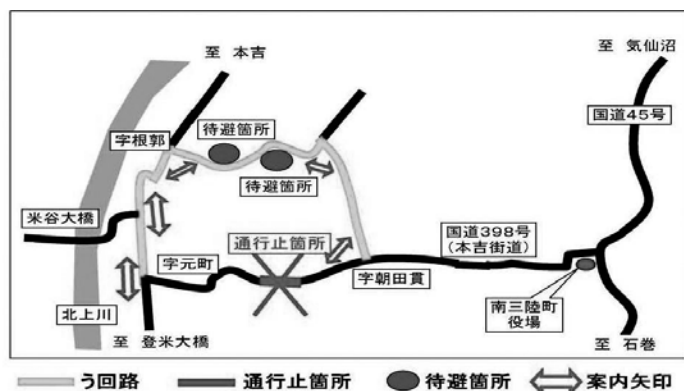 至 本吉
至 気仙沼
国道45号
待避箇所
字根郭
待避箇所
米谷大橋
通行止箇所
国道398号
(本吉街道)
字元町
字朝田貫
北上川
南三陸町
役場
至 登米大橋
至 石巻
う回路
通行止箇所
待避箇所
案内矢印